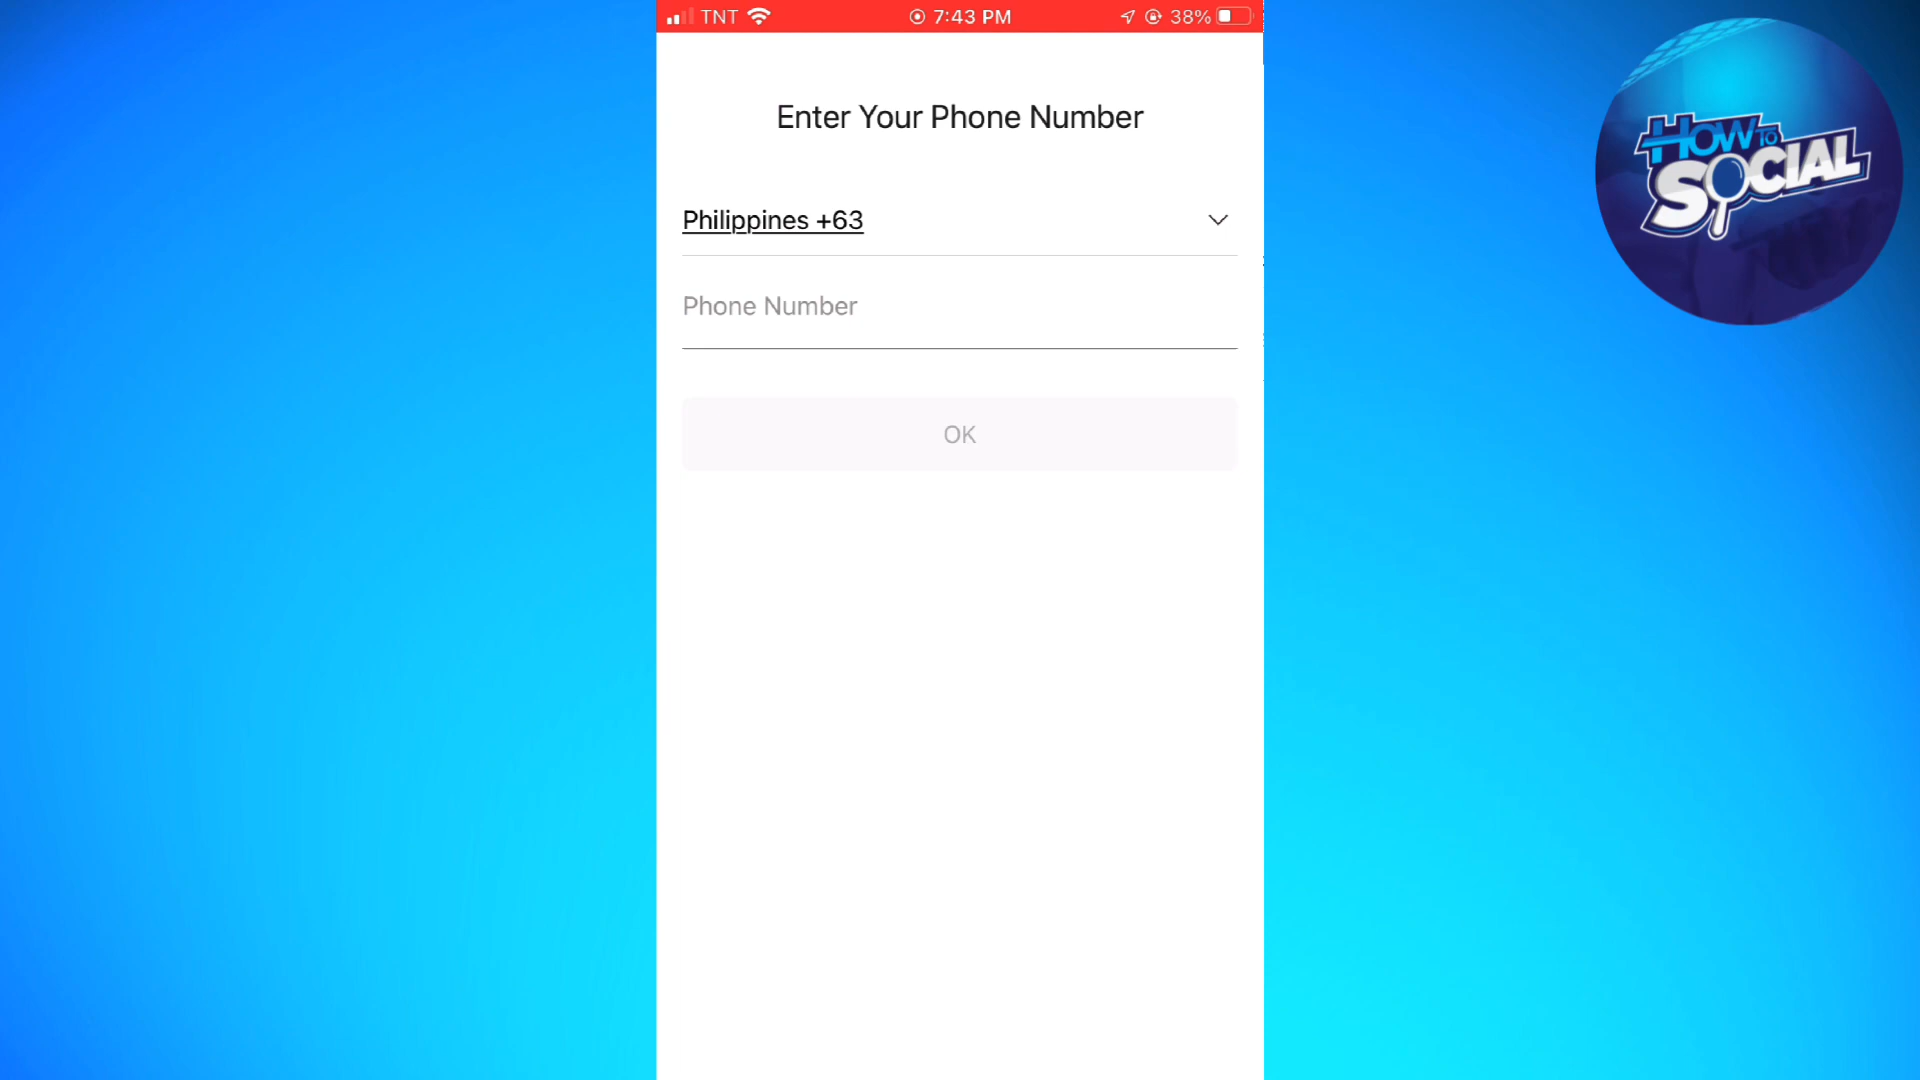 TNT 7:43 PM 38%
HOW TO
SOCIAL
Enter Your Phone Number
Philippines +63
Phone Number
OK